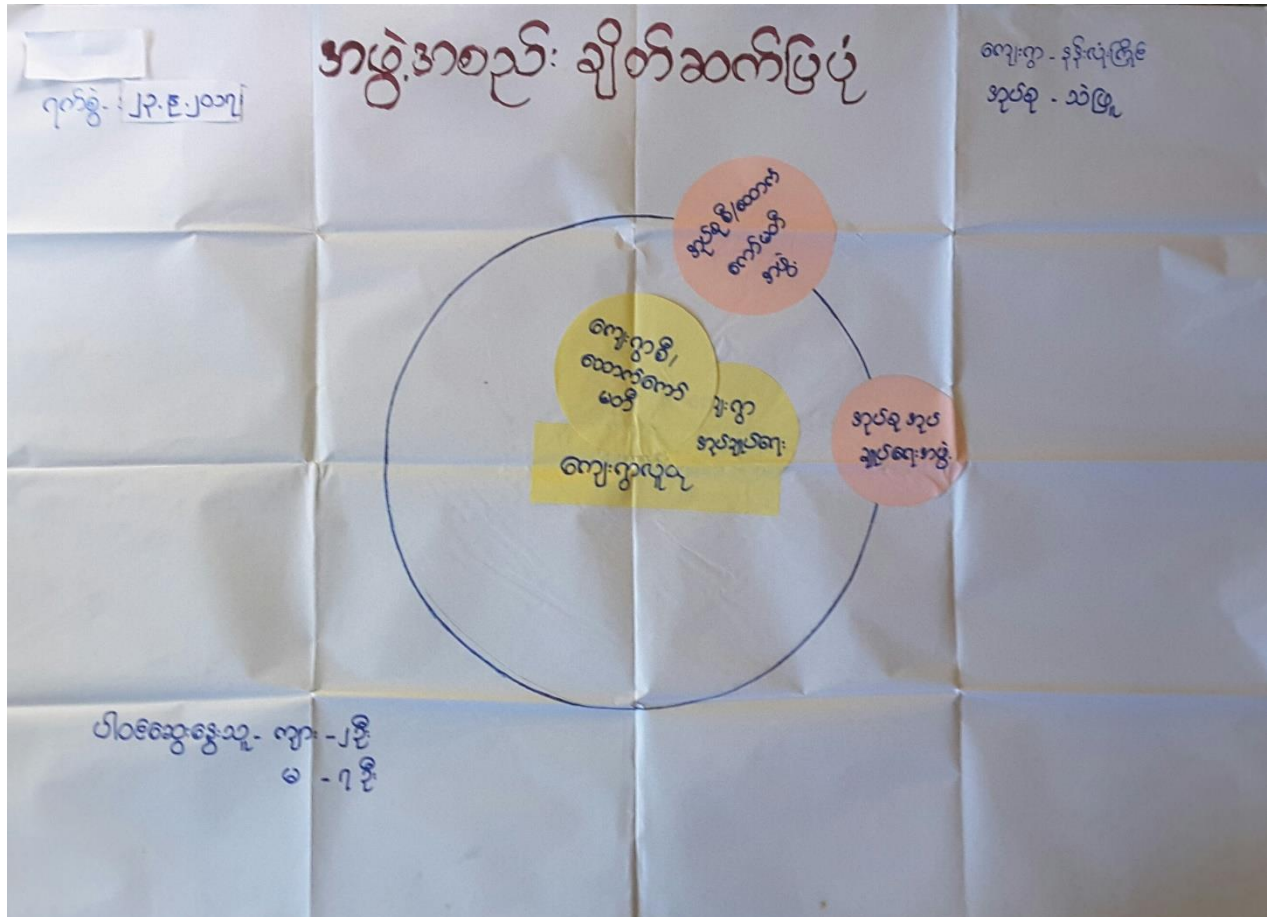 အဖွဲ့အစည်း ချိတ်ဆက်ပြပုံ
ရက်စွဲ- ၂၃.၉.၂၀၁၇
ကျေးရွာ - နန်းလုံကြိုင်
အုပ်စု - သဲဖြူ
အုပ်စုစီ/ထောက်
ကော်မတီ
အဖွဲ့
ကျေးရွာစီ/
ထောက်ကော်
မတီ
ျေးရွာ
အုပ်ချုပ်ရေး
ကျေးရွာလူထု
အုပ်စု အုပ်
ချုပ်ရေးအဖွဲ့
ပါဝင်ဆွေးနွေးသူ- ကျား -၂ဦး
မ - ၇ ဦး